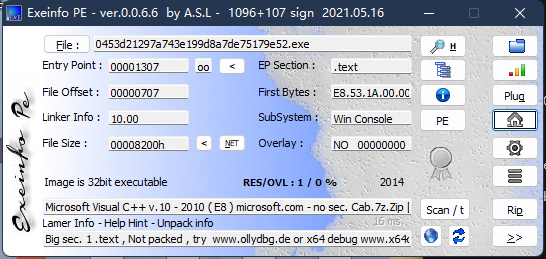 Exeinfo PE - ver.0.0.6.6 by A.S.L - 1096+107 sign 2021.05.16
File : 0453d21297a743e199d8a7de75179e52.exe H
Entry Point : 00001307 oo < EP Section : .text
File Offset : 00000707 First Bytes : E8.53.1A.00.00 Plug
Linker Info : 10.00 SubSystem : Win Console PE
File Size : 00008200h < NET Overlay : NO 00000000
Image is 32bit executable RES/OVL : 1 / 0 % 2014
Microsoft Visual C++ v.10 - 2010 ( E8 ) microsoft.com - no sec. Cab.7z.Zip | Scan / t Rip
Lamer Info - Help Hint - Unpack info 16 ms.
Big sec. 1 .text , Not packed , try www.ollydbg.de or x64 debug www.x64 >>
Exeinfo Pe